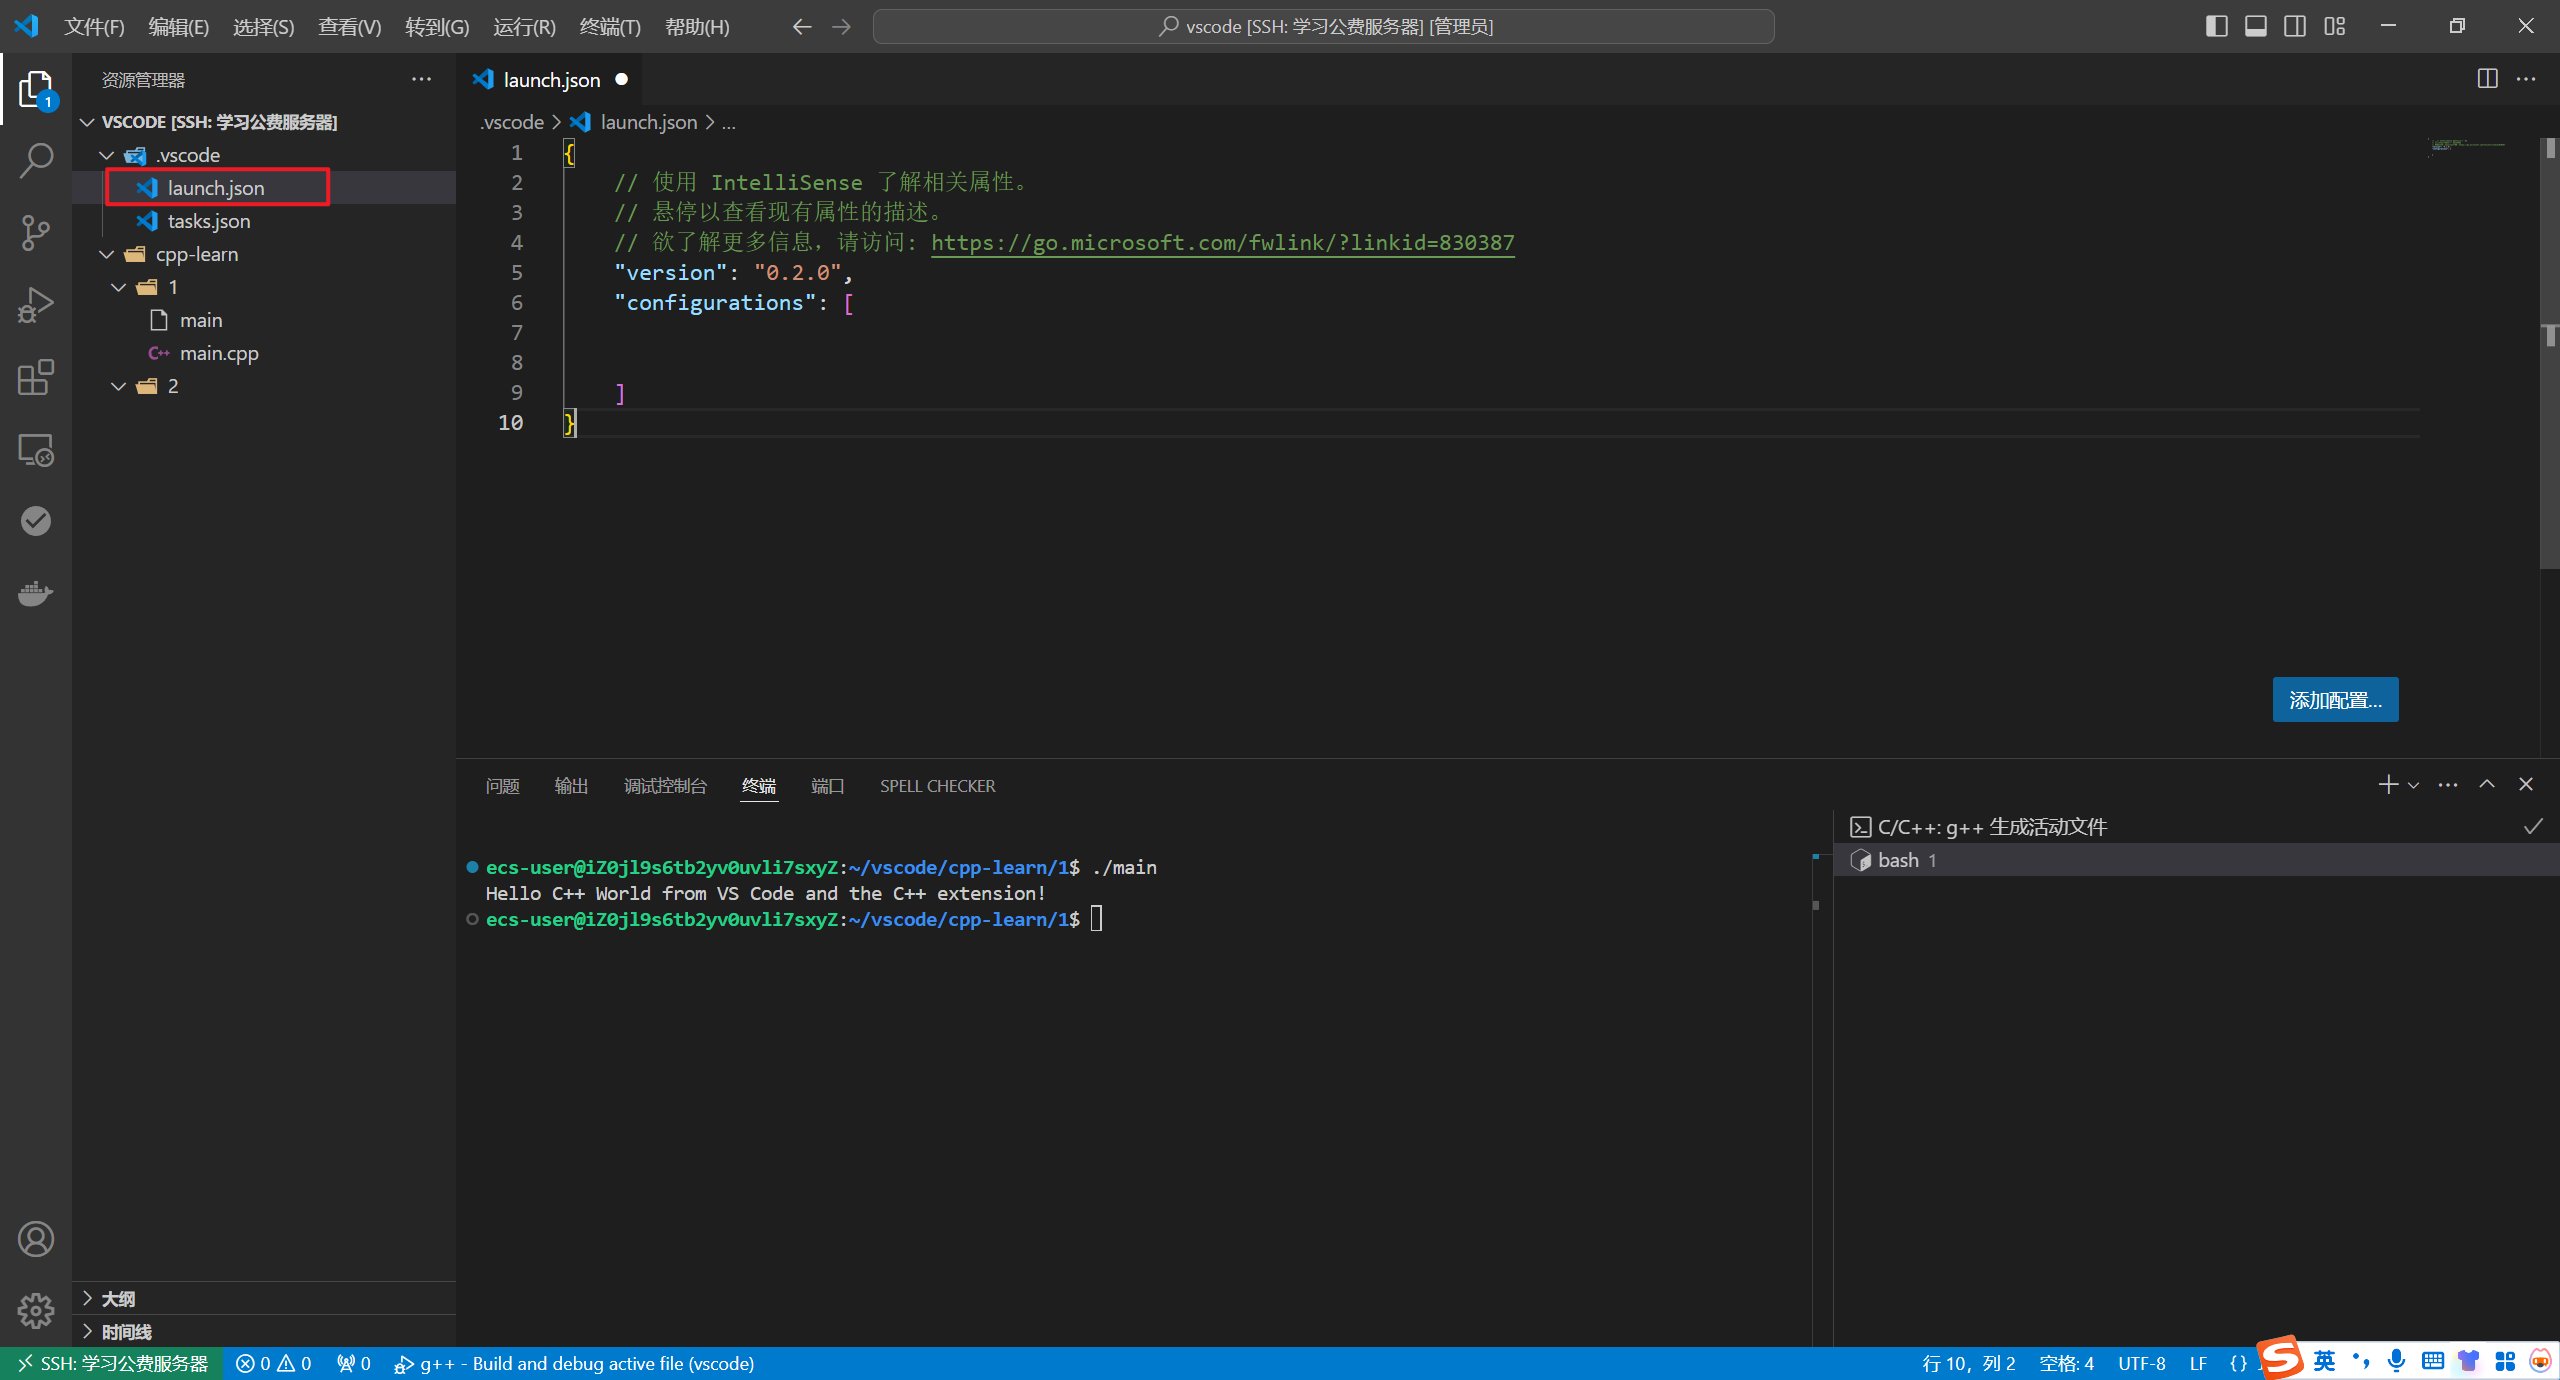 文件(F) 编辑(E) 选择(S) 查看(V) 转到(G) 运行(R) 终端(T) 帮助(H)
vscode [SSH: 学习公费服务器] [管理员]
资源管理器
1
VSCODE [SSH: 学习公费服务器]
.vscode
launch.json
tasks.json
cpp-learn
1
main
C++ main.cpp
2
大纲
时间线
launch.json
.vscode > launch.json > ...
1 {
2 // 使用 IntelliSense 了解相关属性。
3 // 悬停以查看现有属性的描述。
4 // 欲了解更多信息，请访问: https://go.microsoft.com/fwlink/?linkid=830387
5 "version": "0.2.0",
6 "configurations": [
7
8
9 ]
10 }
添加配置...
问题 输出 调试控制台 终端 端口 SPELL CHECKER
ecs-user@iZ0jl9s6tb2yv0uvli7sxyZ:~/vscode/cpp-learn/1$ ./main
Hello C++ World from VS Code and the C++ extension!
ecs-user@iZ0jl9s6tb2yv0uvli7sxyZ:~/vscode/cpp-learn/1$
C/C++: g++ 生成活动文件
bash 1
SSH: 学习公费服务器 0 0 0 g++ - Build and debug active file (vscode) 行 10，列 2 空格: 4 UTF-8 LF {} S 英